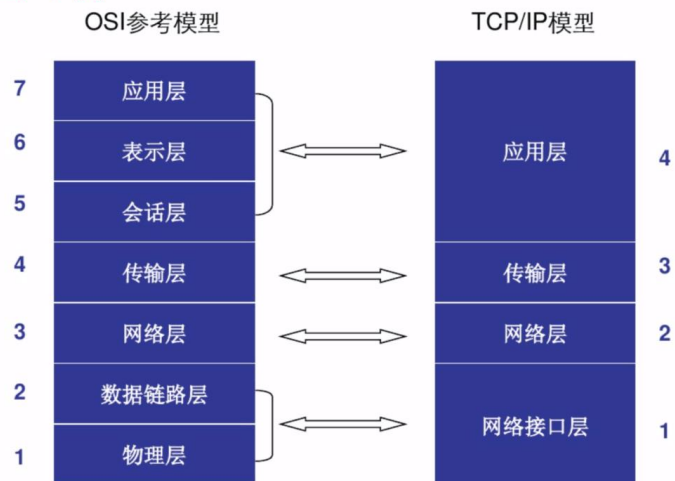 OSI参考模型 TCP/IP模型
7 应用层
6 表示层 应用层 4
5 会话层
4 传输层 传输层 3
3 网络层 网络层 2
2 数据链路层
网络接口层 1
1 物理层